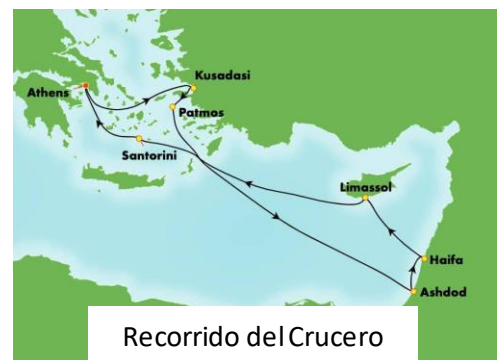 Kusadasi
Athens
Patmos
Santorini
Limassol
Haifa
Ashdod
Recorrido del Crucero